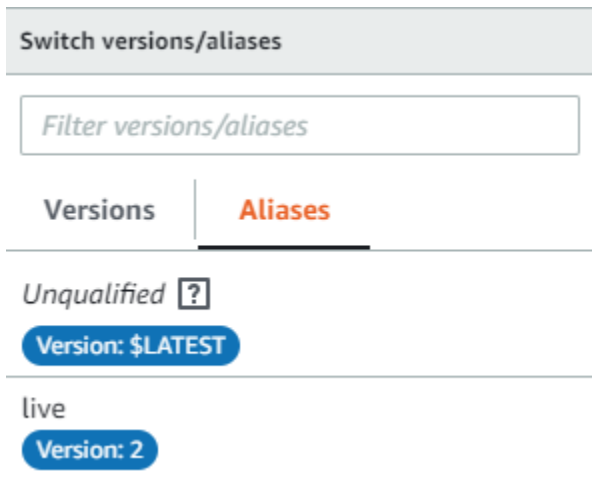 Switch versions/aliases
Filter versions/aliases
Versions Aliases
Unqualified [?]
Version: $LATEST
live
Version: 2